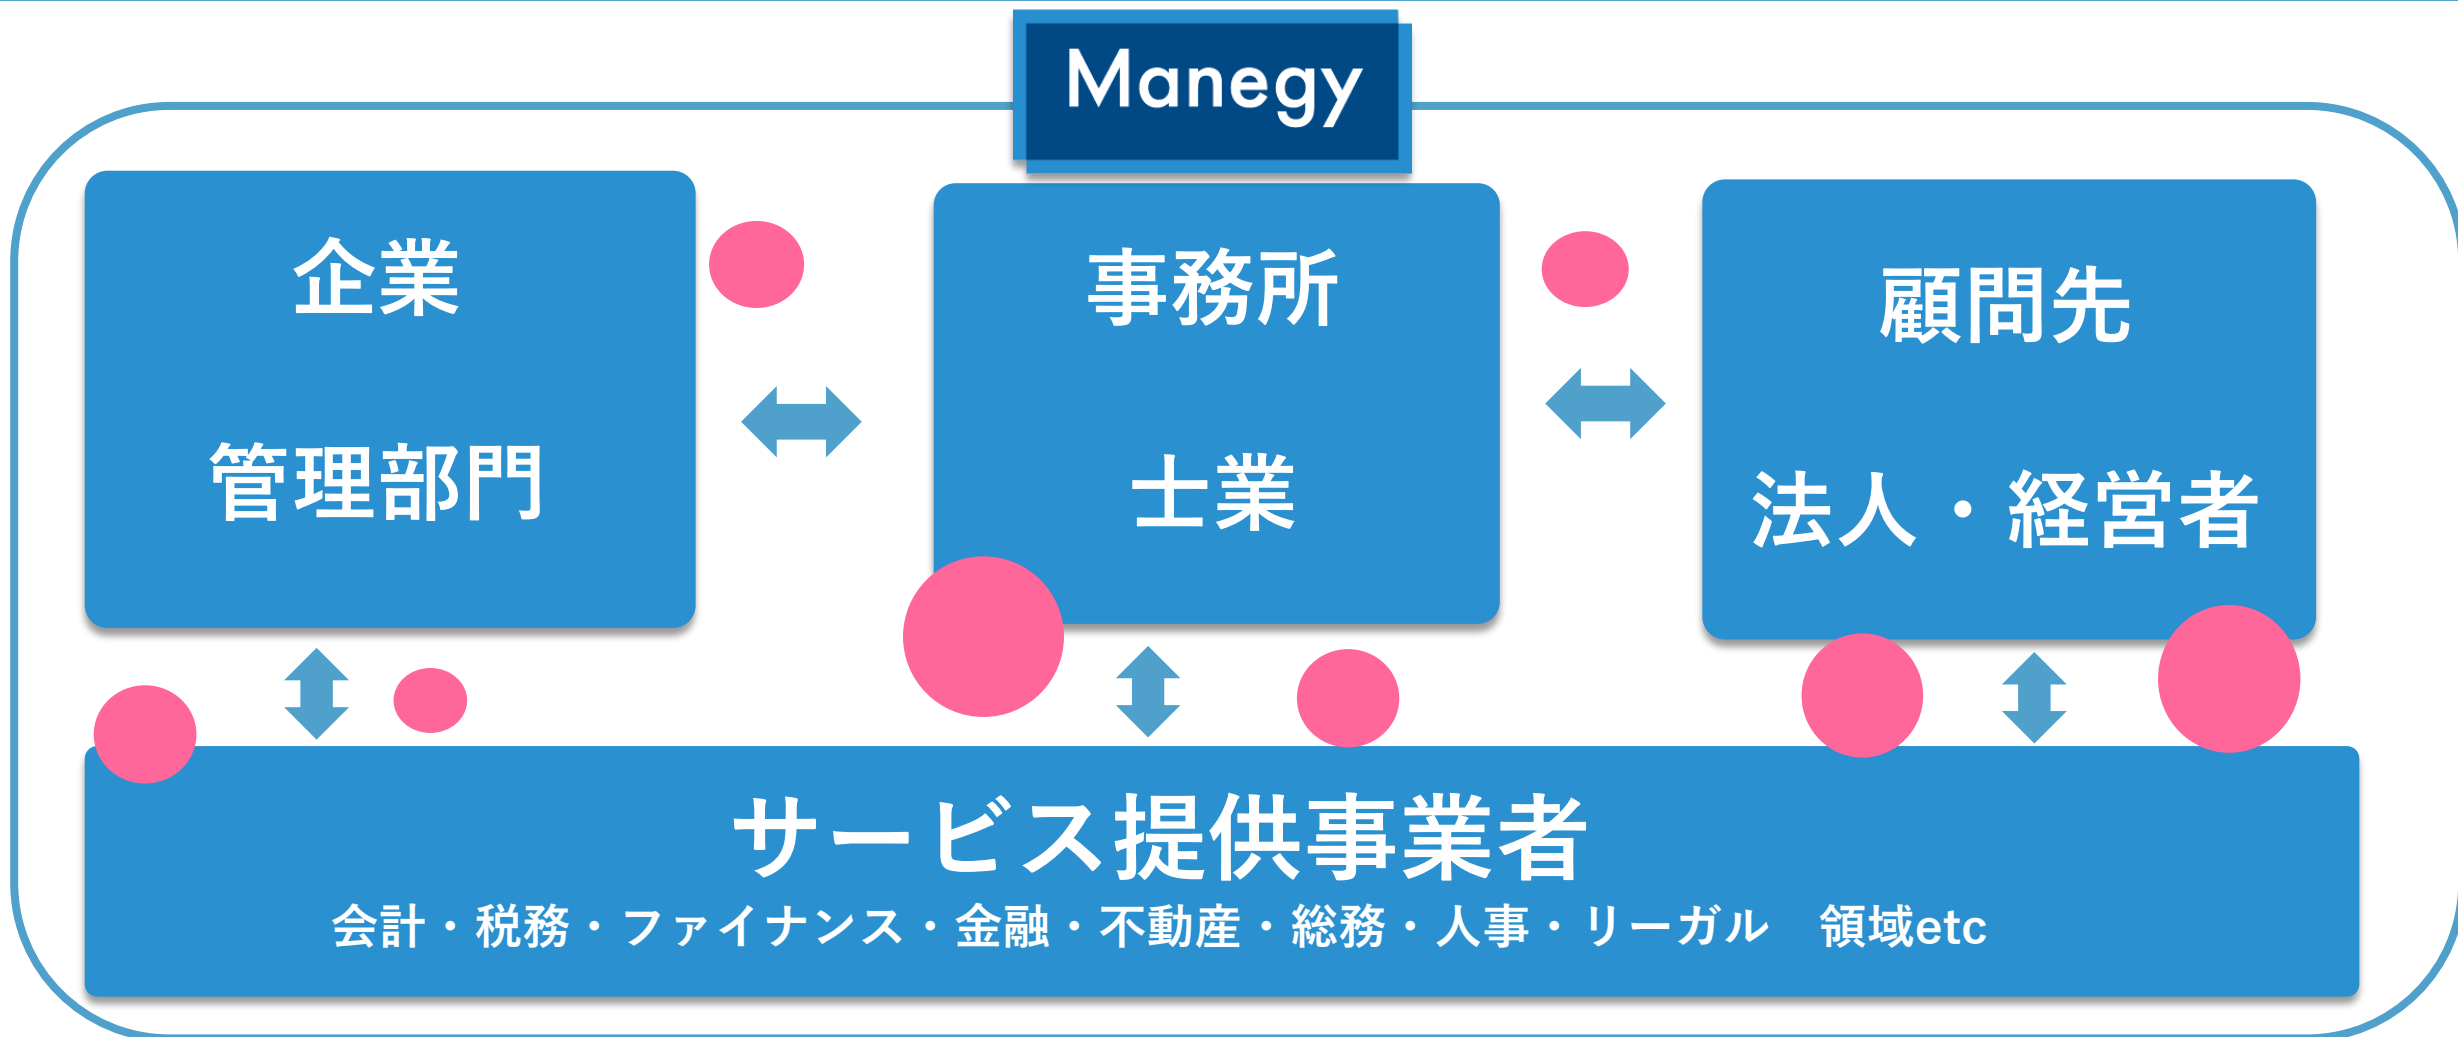 Manegy
企業
管理部門
事務所
士業
顧問先
法人・経営者
サービス提供事業者
会計・税務・ファイナンス・金融・不動産・総務・人事・リーガル　領域etc